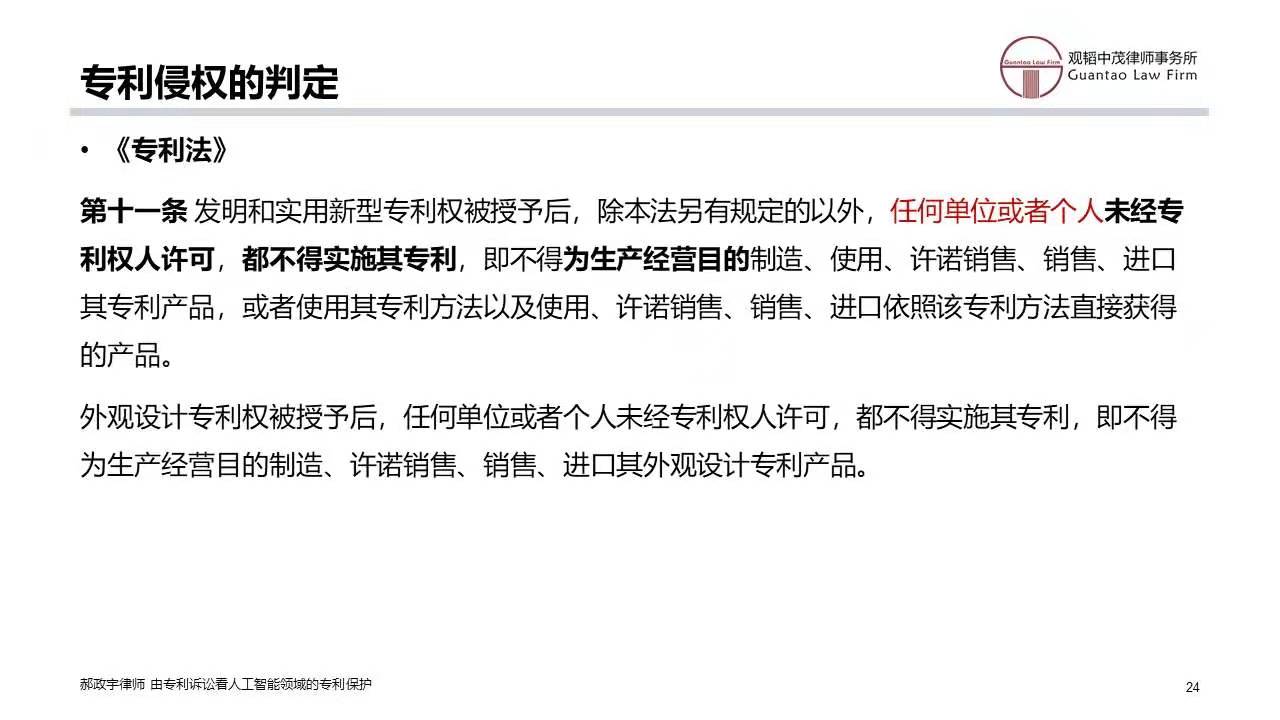 专利侵权的判定
Guantao Law Firm
观韬中茂律师事务所
Guantao Law Firm
• 《专利法》
第十一条 发明和实用新型专利权被授予后，除本法另有规定的以外，任何单位或者个人未经专
利权人许可，都不得实施其专利，即不得为生产经营目的制造、使用、许诺销售、销售、进口
其专利产品，或者使用其专利方法以及使用、许诺销售、销售、进口依照该专利方法直接获得
的产品。
外观设计专利权被授予后，任何单位或者个人未经专利权人许可，都不得实施其专利，即不得
为生产经营目的制造、许诺销售、销售、进口其外观设计专利产品。
郝政宇律师 由专利诉讼看人工智能领域的专利保护
24